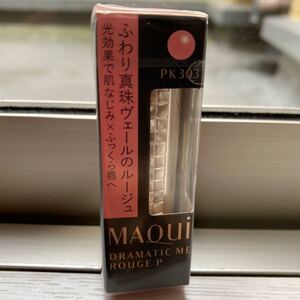 PK303
ふわり真珠ヴェールのルージュ
光効果で肌なじみ×ふっくら唇へ
MAQui
DRAMATIC ME
ROUGE P